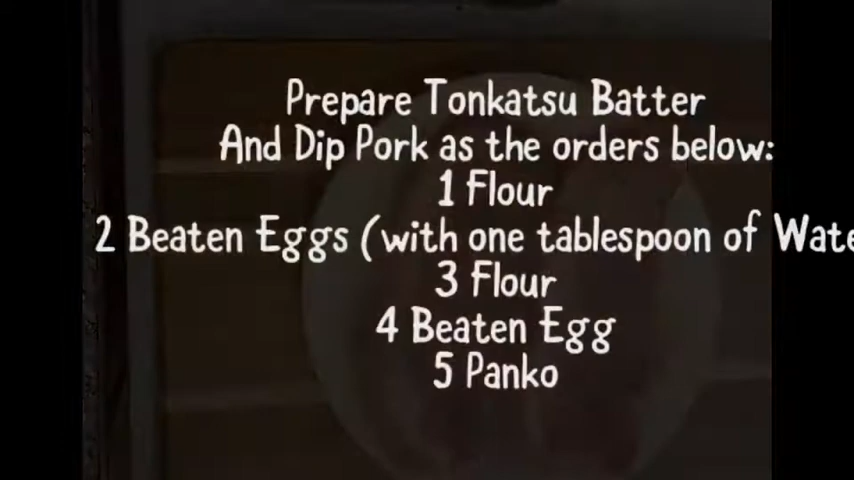 Prepare Tonkatsu Batter
And Dip Pork as the orders below:
1 Flour
2 Beaten Eggs (with one tablespoon of
3 Flour
4 Beaten Egg
5 Panko